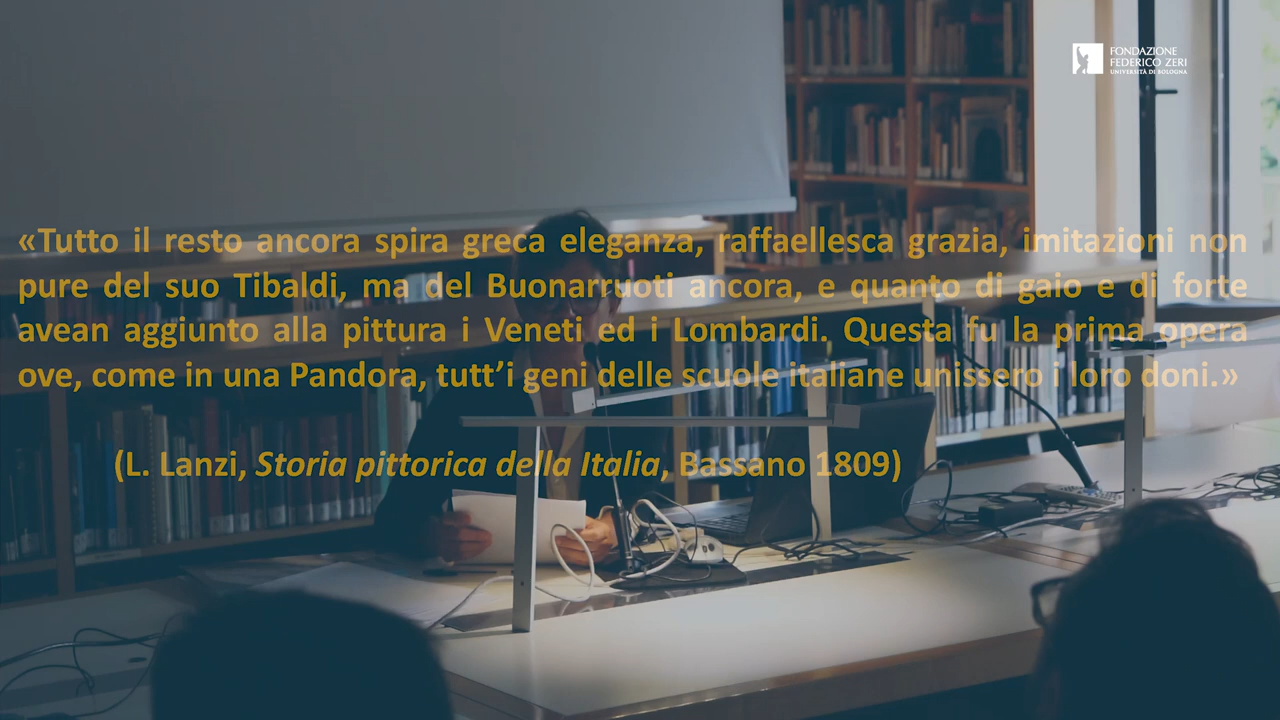 FONDAZIONE
FEDERICO ZERI
UNIVERSITÀ DI BOLOGNA
«Tutto il resto ancora spira greca eleganza, raffaellesca grazia, imitazioni non
pure del suo Tibaldi, ma del Buonarruoti ancora, e quanto di gaio e di forte
avean aggiunto alla pittura i Veneti ed i Lombardi. Questa fu la prima opera
ove, come in una Pandora, tutt’i geni delle scuole italiane unissero i loro doni.»
(L. Lanzi, Storia pittorica della Italia, Bassano 1809)